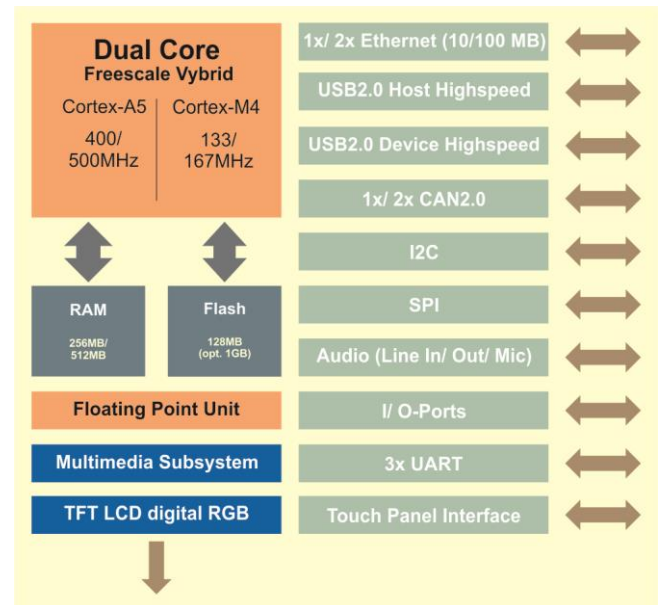 Dual Core
Freescale Vybrid
Cortex-A5
400/
500MHz
Cortex-M4
133/
167MHz
RAM
256MB/
512MB
Flash
128MB
(opt. 1GB)
Floating Point Unit
Multimedia Subsystem
TFT LCD digital RGB
1x/ 2x Ethernet (10/100 MB)
USB2.0 Host Highspeed
USB2.0 Device Highspeed
1x/ 2x CAN2.0
I2C
SPI
Audio (Line In/ Out/ Mic)
I/ O-Ports
3x UART
Touch Panel Interface